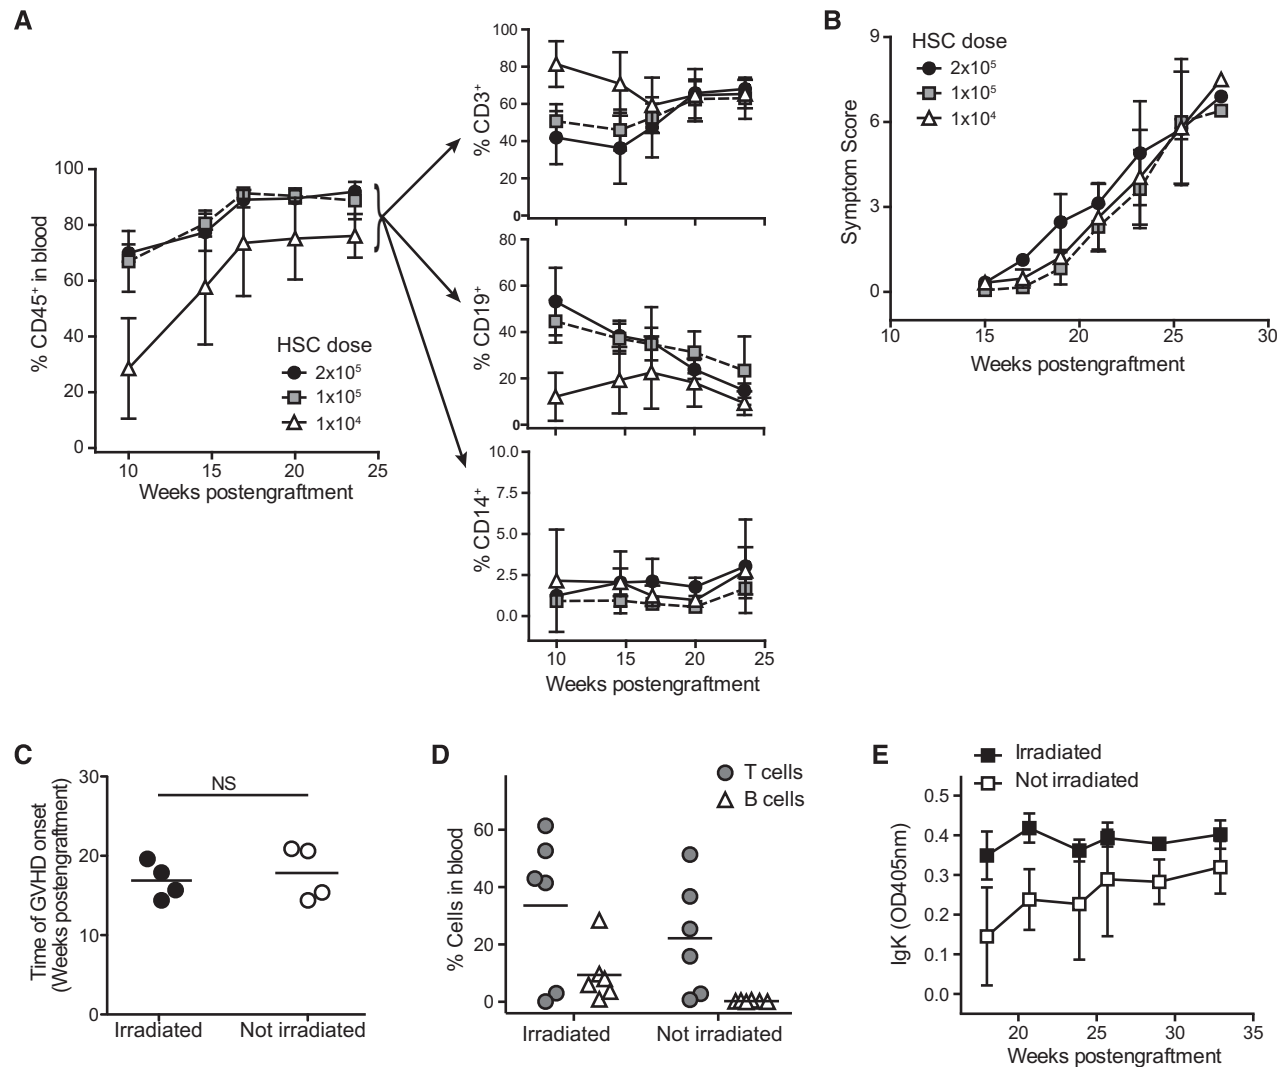 A
% CD45⁺ in blood
100
80
60
40
20
0
10 15 20 25
Weeks postengraftment
HSC dose
2x10⁵
1x10⁵
1x10⁴
% CD3⁺
100
80
60
40
20
0
% CD19⁺
80
60
40
20
0
% CD14⁺
10.0
7.5
5.0
2.5
0.0
10 15 20 25
Weeks postengraftment
B
Symptom Score
9
6
3
0
HSC dose
2x10⁵
1x10⁵
1x10⁴
10 15 20 25 30
Weeks postengraftment
C
Time of GVHD onset
(Weeks postengraftment)
30
20
10
0
NS
Irradiated Not irradiated
D
% Cells in blood
60
40
20
0
T cells
B cells
Irradiated Not irradiated
E
Irradiated
Not irradiated
IgK (OD405nm)
0.5
0.4
0.3
0.2
0.1
0.0
20 25 30 35
Weeks postengraftment